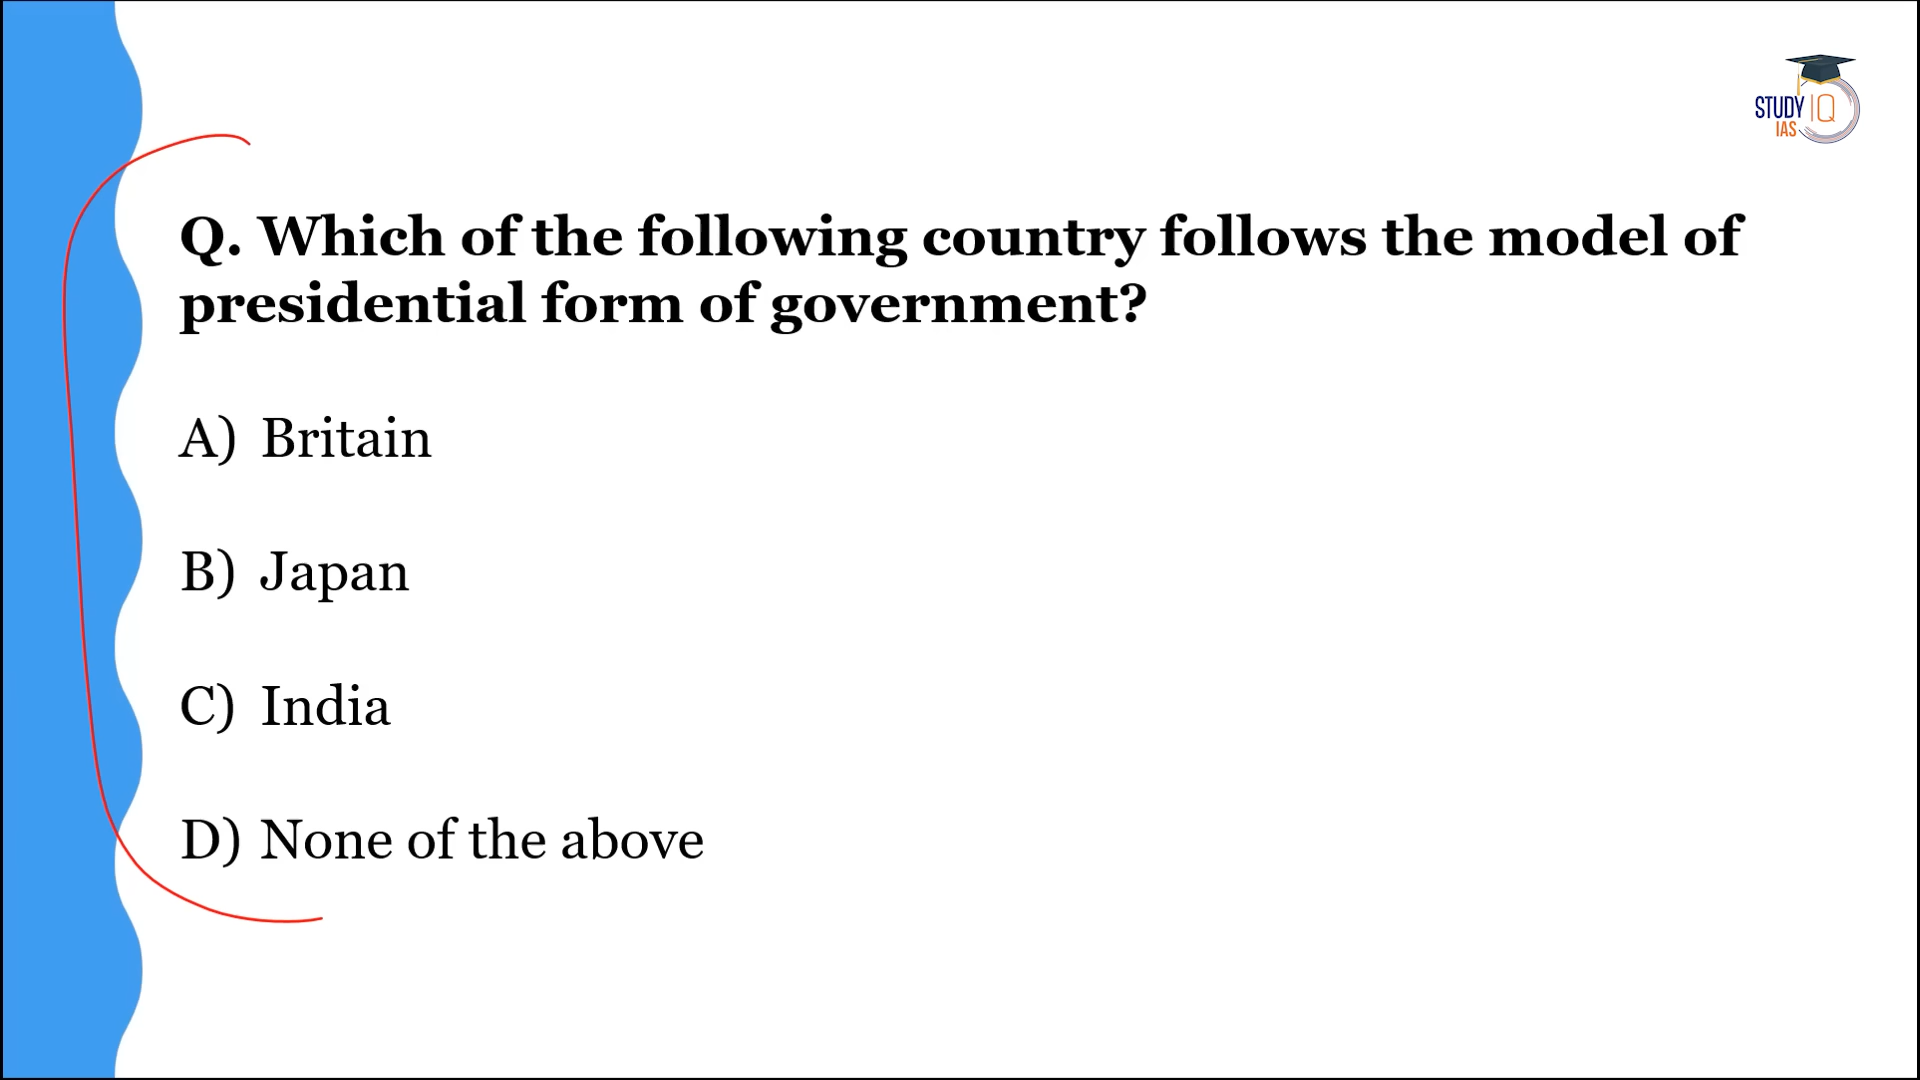 STUDY IQ
IAS
Q. Which of the following country follows the model of
presidential form of government?
A) Britain
B) Japan
C) India
D) None of the above